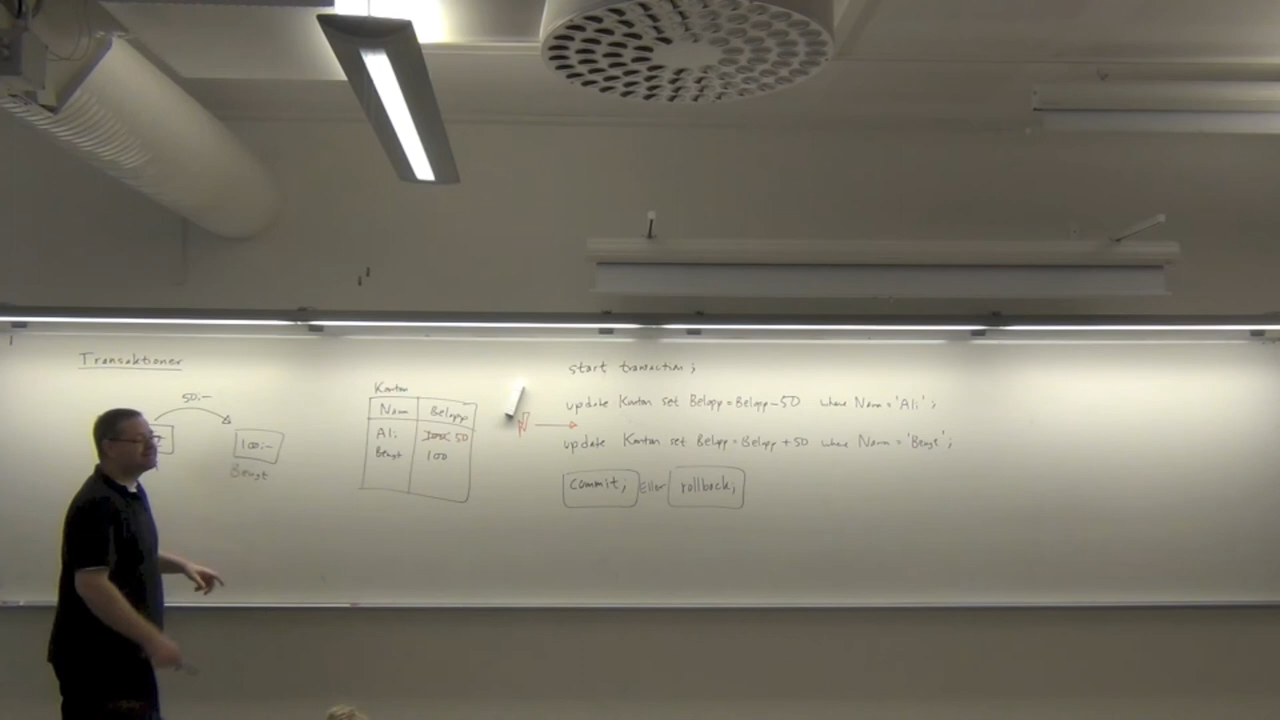 Transaktioner
50:-
100:-
Bengt
Konton
Namn Belopp
Ali 50
Bengt 100
start transaction;
update Konton set Belopp = Belopp - 50 where Namn = 'Ali';
update Konton set Belopp = Belopp + 50 where Namn = 'Bengt';
commit; Eller rollback;